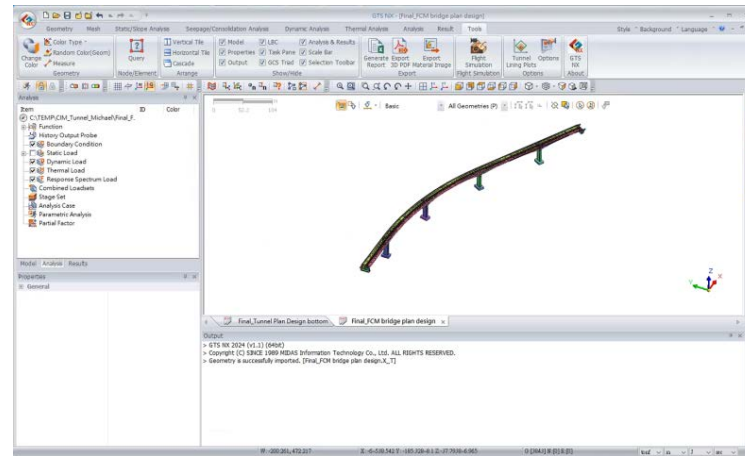 GTS NX - [Final_FCM bridge plan design]
Geometry Mesh Static/Slope Analysis Seepage/Consolidation Analysis Dynamic Analysis Thermal Analysis Analysis Result Tools Style Background Language
Change Color
Color Type
Random Color(Geom)
Measure
Query
Vertical Tile
Horizontal Tile
Cascade
Model LBC Analysis & Results
Properties Task Pane Scale Bar
Output GCS Triad Selection Toolbar
Generate Report
Export 3D PDF
Export Material Image
Flight Simulation
Tunnel Lining Plots
Options
GTS NX
Geometry Node/Element Arrange Show/Hide Export Flight Simulation Options About
Basic All Geometries (P)
Analysis
Item ID Color
C:\TEMP\CIM_Tunnel_Michael\Final_F.
Function
History Output Probe
Boundary Condition
Static Load
Dynamic Load
Thermal Load
Response Spectrum Load
Combined Loadsets
Stage Set
Analysis Case
Parametric Analysis
Partial Factor
Model Analysis Results
Properties
General
Z
X
Final_Tunnel Plan Design bottom Final_FCM bridge plan design
Output
> GTS NX 2024 (v1.1) (64bit)
> Copyright (C) SINCE 1989 MIDAS Information Technology Co., Ltd. ALL RIGHTS RESERVED.
> Geometry is successfully imported. [Final_FCM bridge plan design.X_T]